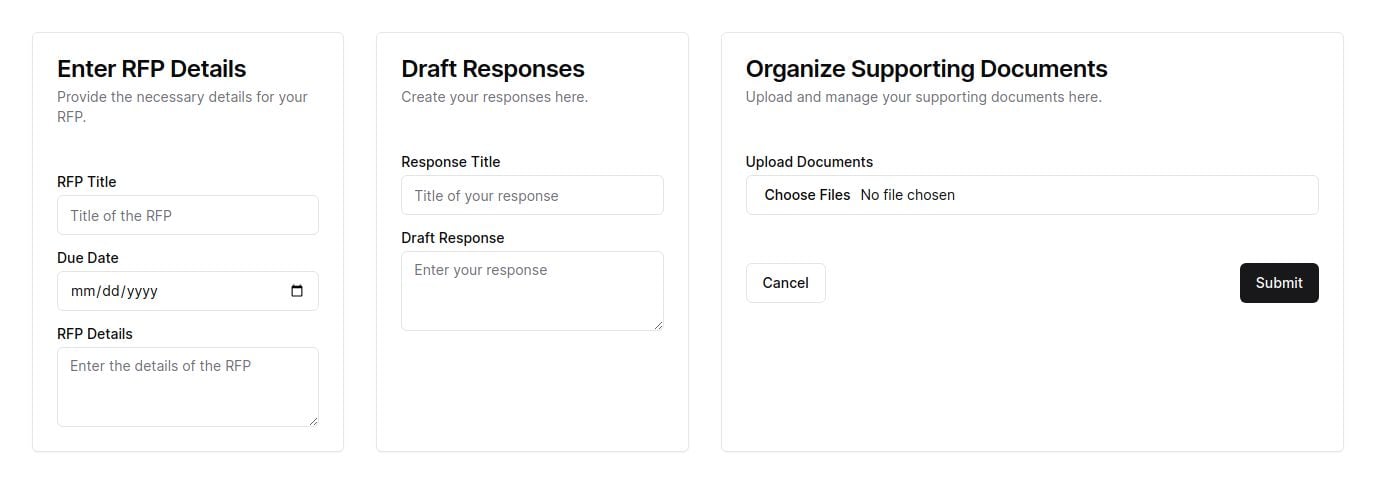 Enter RFP Details
Provide the necessary details for your
RFP.
RFP Title
Title of the RFP
Due Date
mm/dd/yyyy
RFP Details
Enter the details of the RFP
Draft Responses
Create your responses here.
Response Title
Title of your response
Draft Response
Enter your response
Organize Supporting Documents
Upload and manage your supporting documents here.
Upload Documents
Choose Files No file chosen
Cancel
Submit